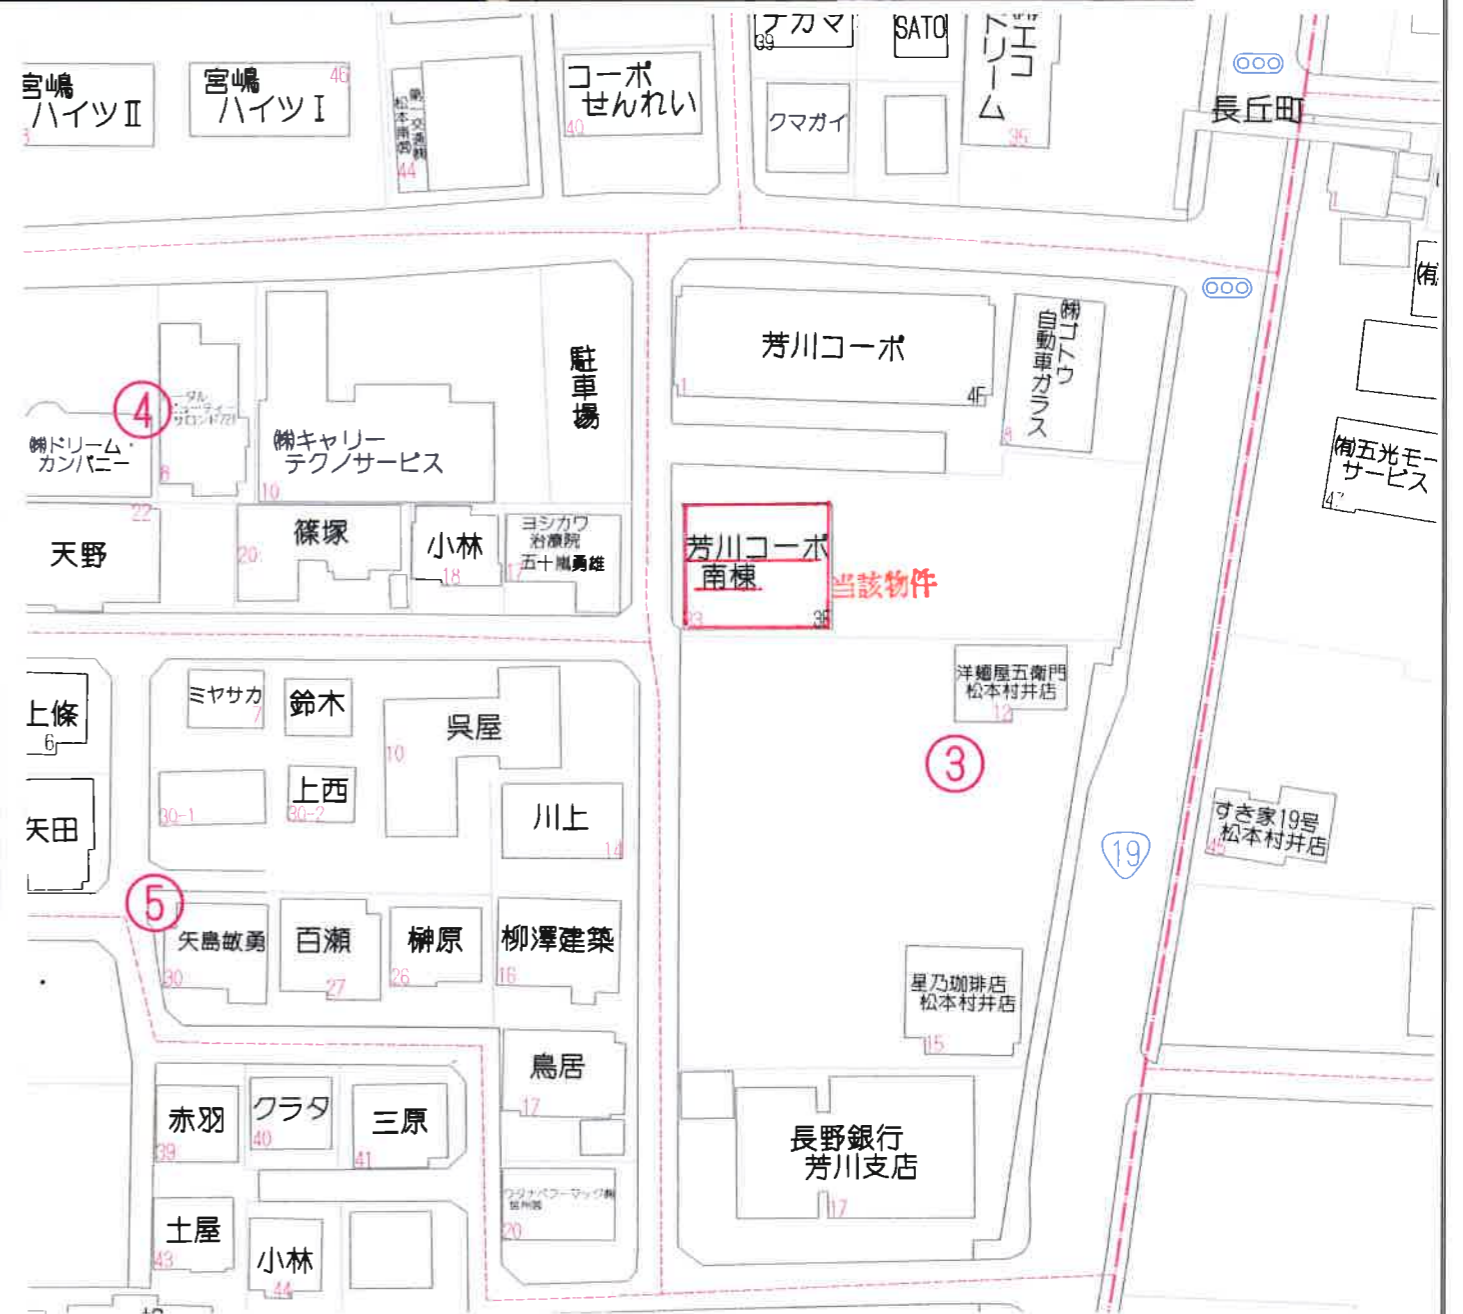 宮嶋
ハイツⅡ
宮嶋
ハイツⅠ
46
44
コーポ
せんれい
40
39
SATO
クマガイ
35
長丘町
芳川コーポ
1
4F
㈱ゴトウ
自動車ガラス
駐車場
4
8
㈱ドリーム・
カンパニー
㈱キャリー
テクノサービス
10
㈲五光モー
サービス
47
22
天野
20
篠塚
小林
18
ヨシカワ
治療院
五十嵐勇雄
17
芳川コーポ
南棟
3F
当該物件
上條
6
ミヤサカ
7
鈴木
呉屋
10
洋麺屋五衛門
松本村井店
12
3
30-1
上西
30-2
川上
14
矢田
19
すき家19号
松本村井店
45
5
矢島敏勇
30
百瀬
27
榊原
26
柳澤建築
16
星乃珈琲店
松本村井店
15
鳥居
17
赤羽
39
クラタ
40
三原
41
長野銀行
芳川支店
17
20
土屋
43
小林
44